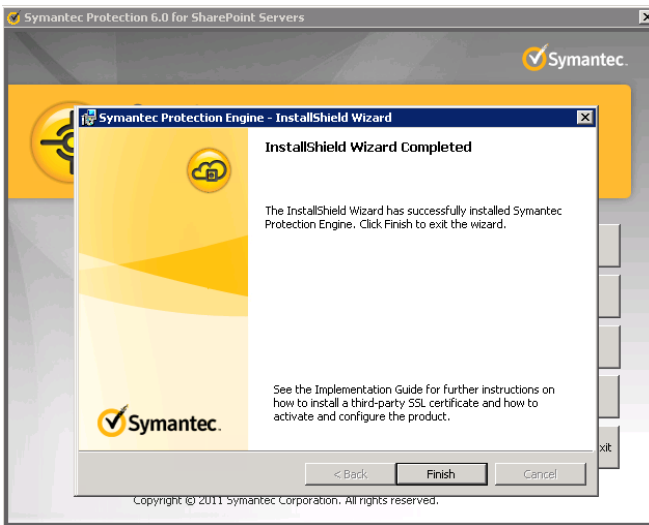 Symantec Protection 6.0 for SharePoint Servers
Symantec.
Symantec Protection Engine - InstallShield Wizard
InstallShield Wizard Completed
The InstallShield Wizard has successfully installed Symantec
Protection Engine. Click Finish to exit the wizard.
See the Implementation Guide for further instructions on
how to install a third-party SSL certificate and how to
activate and configure the product.
Symantec.
xit
< Back
Finish
Cancel
Copyright © 2011 Symantec Corporation. All rights reserved.